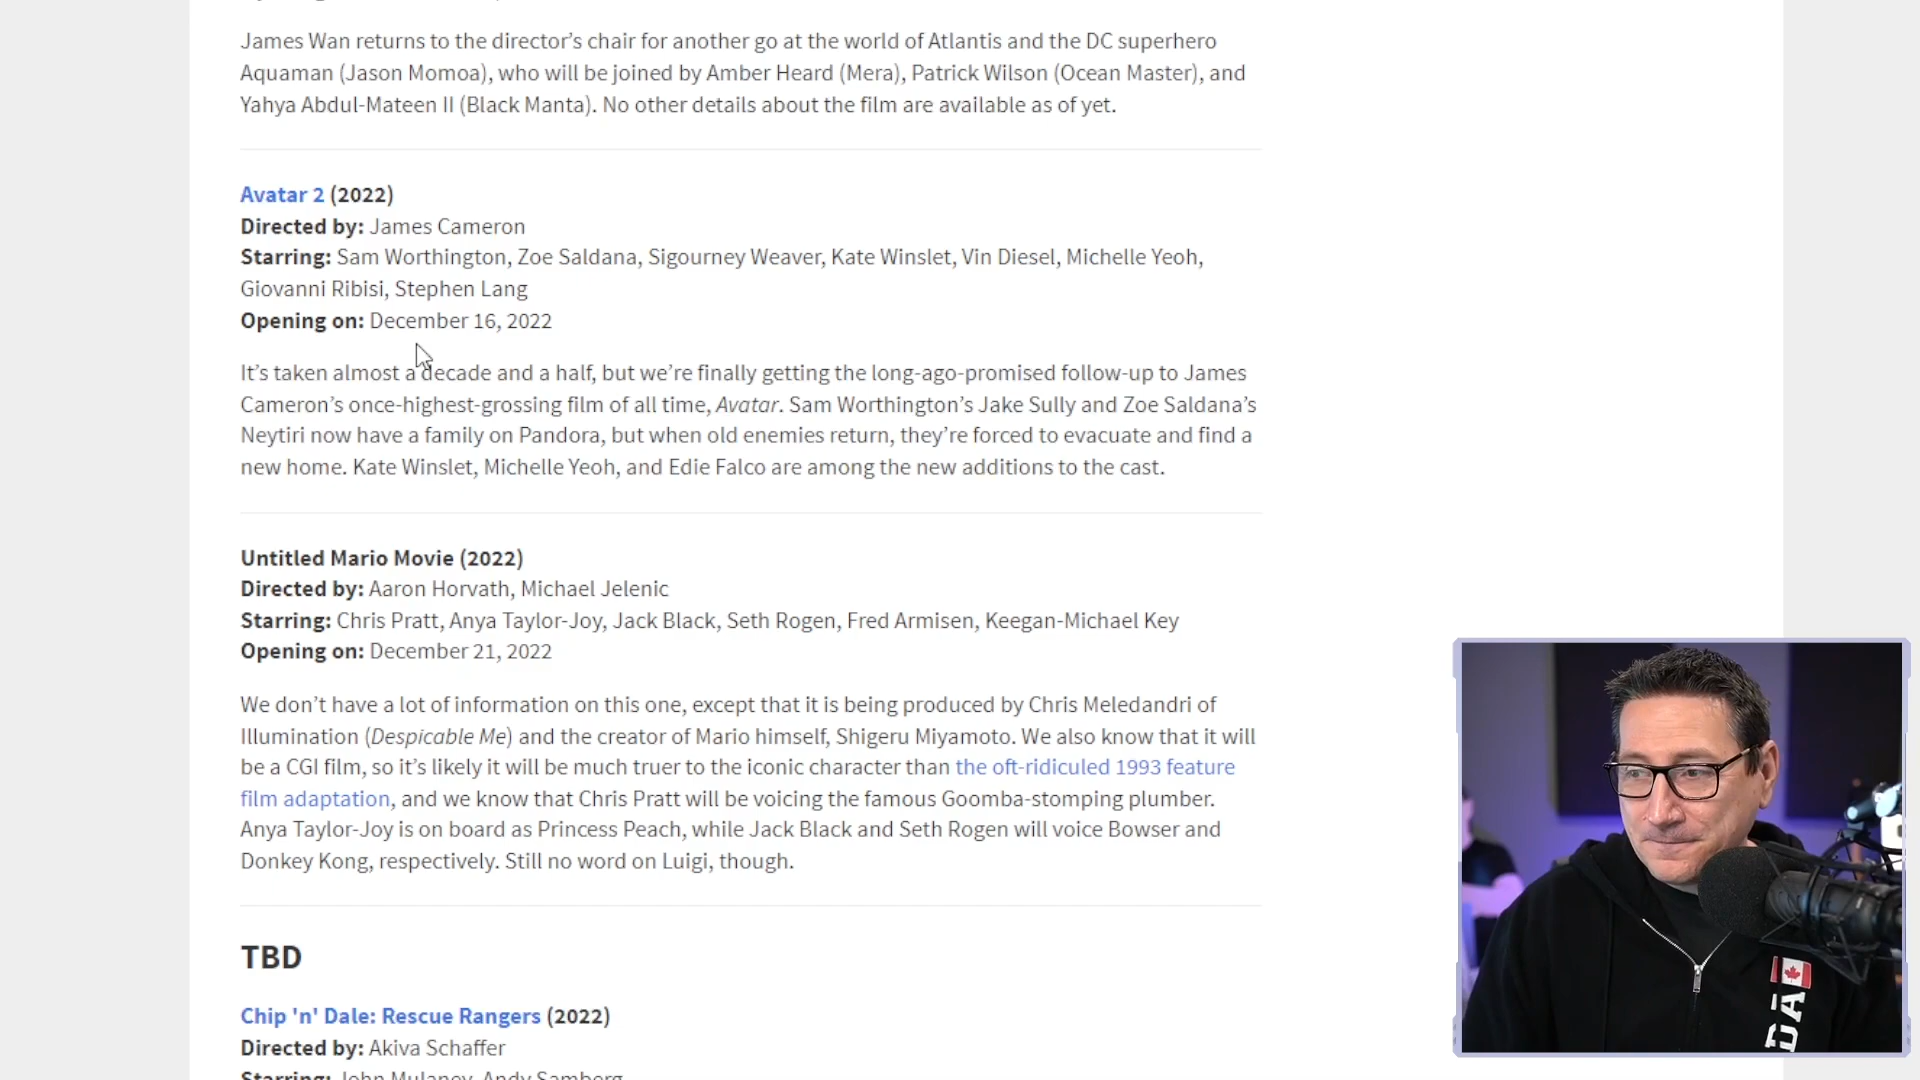 James Wan returns to the director’s chair for another go at the world of Atlantis and the DC superhero
Aquaman (Jason Momoa), who will be joined by Amber Heard (Mera), Patrick Wilson (Ocean Master), and
Yahya Abdul-Mateen II (Black Manta). No other details about the film are available as of yet.
Avatar 2 (2022)
Directed by: James Cameron
Starring: Sam Worthington, Zoe Saldana, Sigourney Weaver, Kate Winslet, Vin Diesel, Michelle Yeoh,
Giovanni Ribisi, Stephen Lang
Opening on: December 16, 2022
It’s taken almost a decade and a half, but we’re finally getting the long-ago-promised follow-up to James
Cameron’s once-highest-grossing film of all time, Avatar. Sam Worthington’s Jake Sully and Zoe Saldana’s
Neytiri now have a family on Pandora, but when old enemies return, they’re forced to evacuate and find a
new home. Kate Winslet, Michelle Yeoh, and Edie Falco are among the new additions to the cast.
Untitled Mario Movie (2022)
Directed by: Aaron Horvath, Michael Jelenic
Starring: Chris Pratt, Anya Taylor-Joy, Jack Black, Seth Rogen, Fred Armisen, Keegan-Michael Key
Opening on: December 21, 2022
We don’t have a lot of information on this one, except that it is being produced by Chris Meledandri of
Illumination (Despicable Me) and the creator of Mario himself, Shigeru Miyamoto. We also know that it will
be a CGI film, so it’s likely it will be much truer to the iconic character than the oft-ridiculed 1993 feature
film adaptation, and we know that Chris Pratt will be voicing the famous Goomba-stomping plumber.
Anya Taylor-Joy is on board as Princess Peach, while Jack Black and Seth Rogen will voice Bowser and
Donkey Kong, respectively. Still no word on Luigi, though.
TBD
Chip 'n' Dale: Rescue Rangers (2022)
Directed by: Akiva Schaffer
Starring: John Mulaney, Andy Samberg